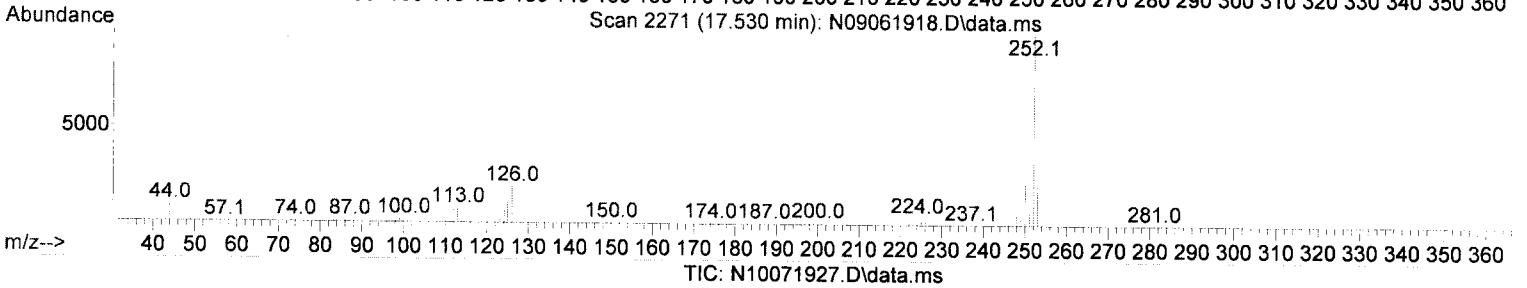 Abundance
Scan 2271 (17.530 min): N09061918.D\data.ms
252.1
5000
126.0
44.0 57.1 74.0 87.0 100.0 113.0 150.0 174.0 187.0 200.0 224.0 237.1 281.0
m/z--> 40 50 60 70 80 90 100 110 120 130 140 150 160 170 180 190 200 210 220 230 240 250 260 270 280 290 300 310 320 330 340 350 360
TIC: N10071927.D\data.ms